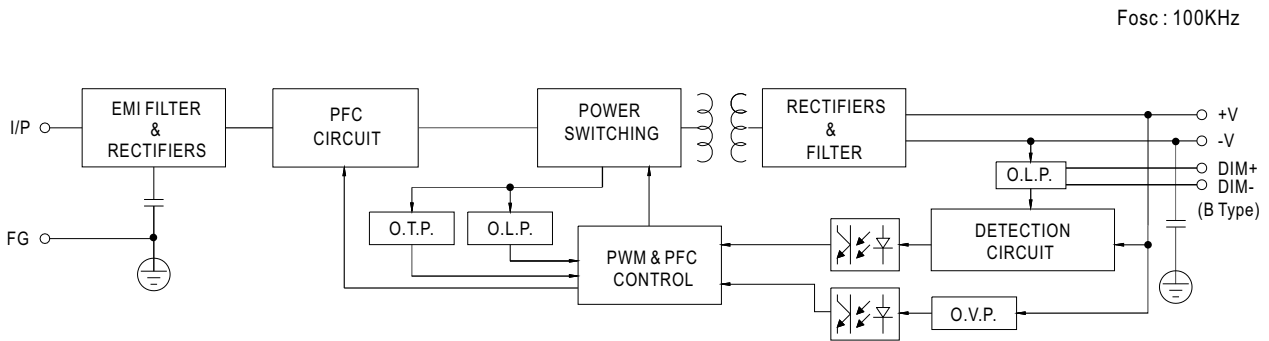 Fosc : 100KHz
I/P
EMI FILTER
&
RECTIFIERS
PFC
CIRCUIT
POWER
SWITCHING
RECTIFIERS
&
FILTER
+V
-V
DIM+
DIM-
(B Type)
O.L.P.
FG
O.T.P.
O.L.P.
PWM & PFC
CONTROL
DETECTION
CIRCUIT
O.V.P.